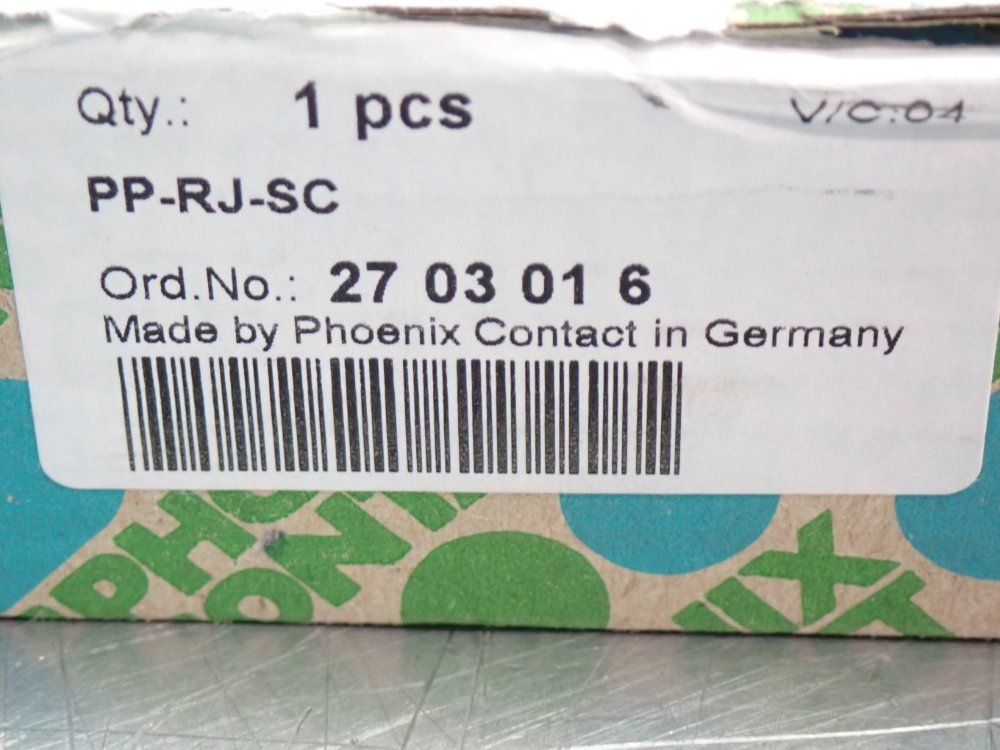 Qty.: 1 pcs V/C:04
PP-RJ-SC
Ord.No.: 27 03 01 6
Made by Phoenix Contact in Germany